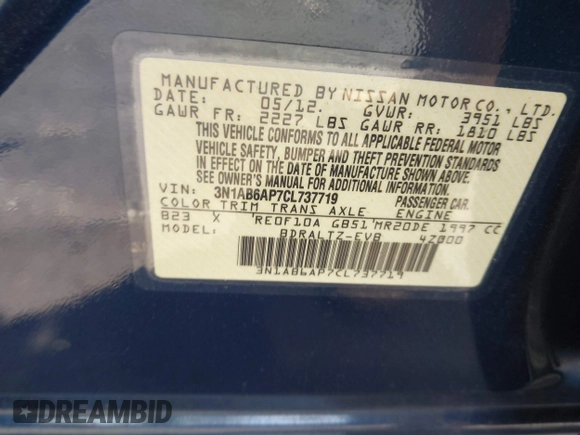 MANUFACTURED BY NISSAN MOTOR CO., LTD.
DATE: 05/12. GVWR: 3951 LBS
GAWR FR: 2227 LBS GAWR RR: 1810 LBS
THIS VEHICLE CONFORMS TO ALL APPLICABLE FEDERAL MOTOR
VEHICLE SAFETY, BUMPER AND THEFT PREVENTION STANDARDS
IN EFFECT ON THE DATE OF MANUFACTURE SHOWN ABOVE.
SEE OWNER'S MANUAL FOR ADDITIONAL LOADING INFORMATION.
VIN: 3N1AB6AP7CL737719 PASSENGER CAR.
COLOR TRIM TRANS AXLE ENGINE
B23 X RE0F10A GB51 MR20DE 1997 CC
BDRALTZ-EVB 4Z000
3N1AB6AP7CL737719
DREAMBID